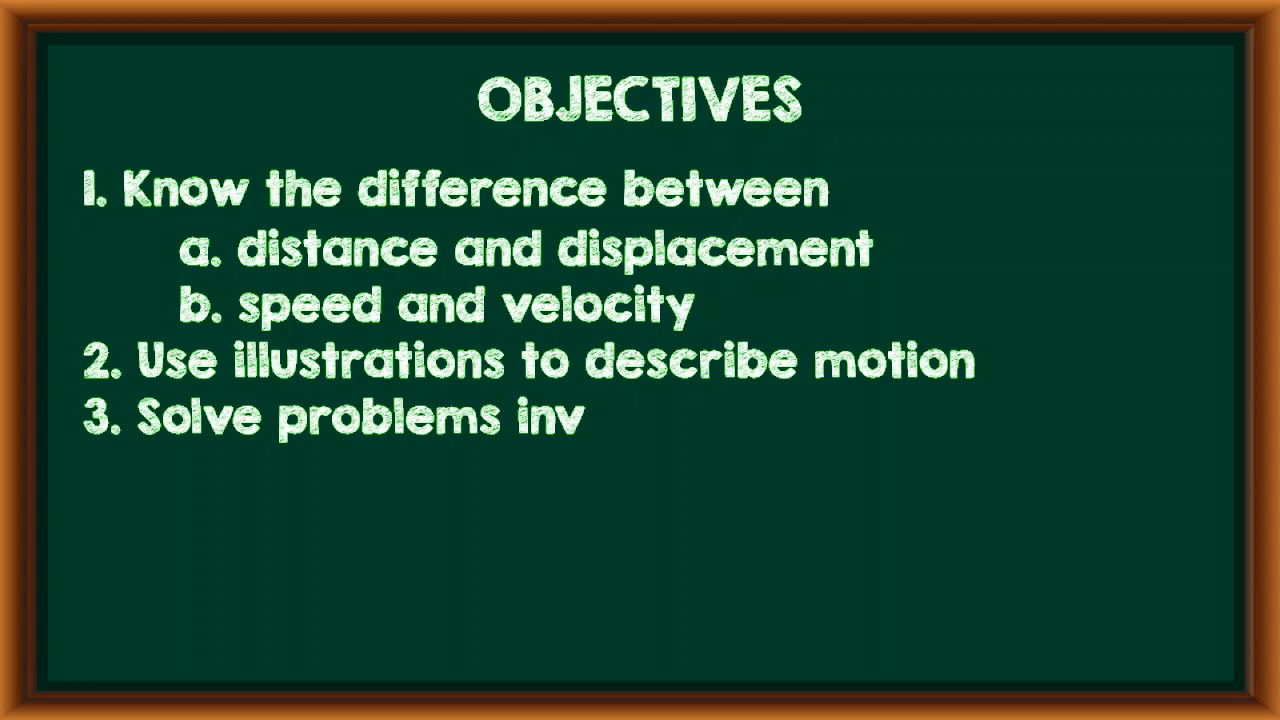 OBJECTIVES
1. Know the difference between
a. distance and displacement
b. speed and velocity
2. Use illustrations to describe motion
3. Solve problems inv